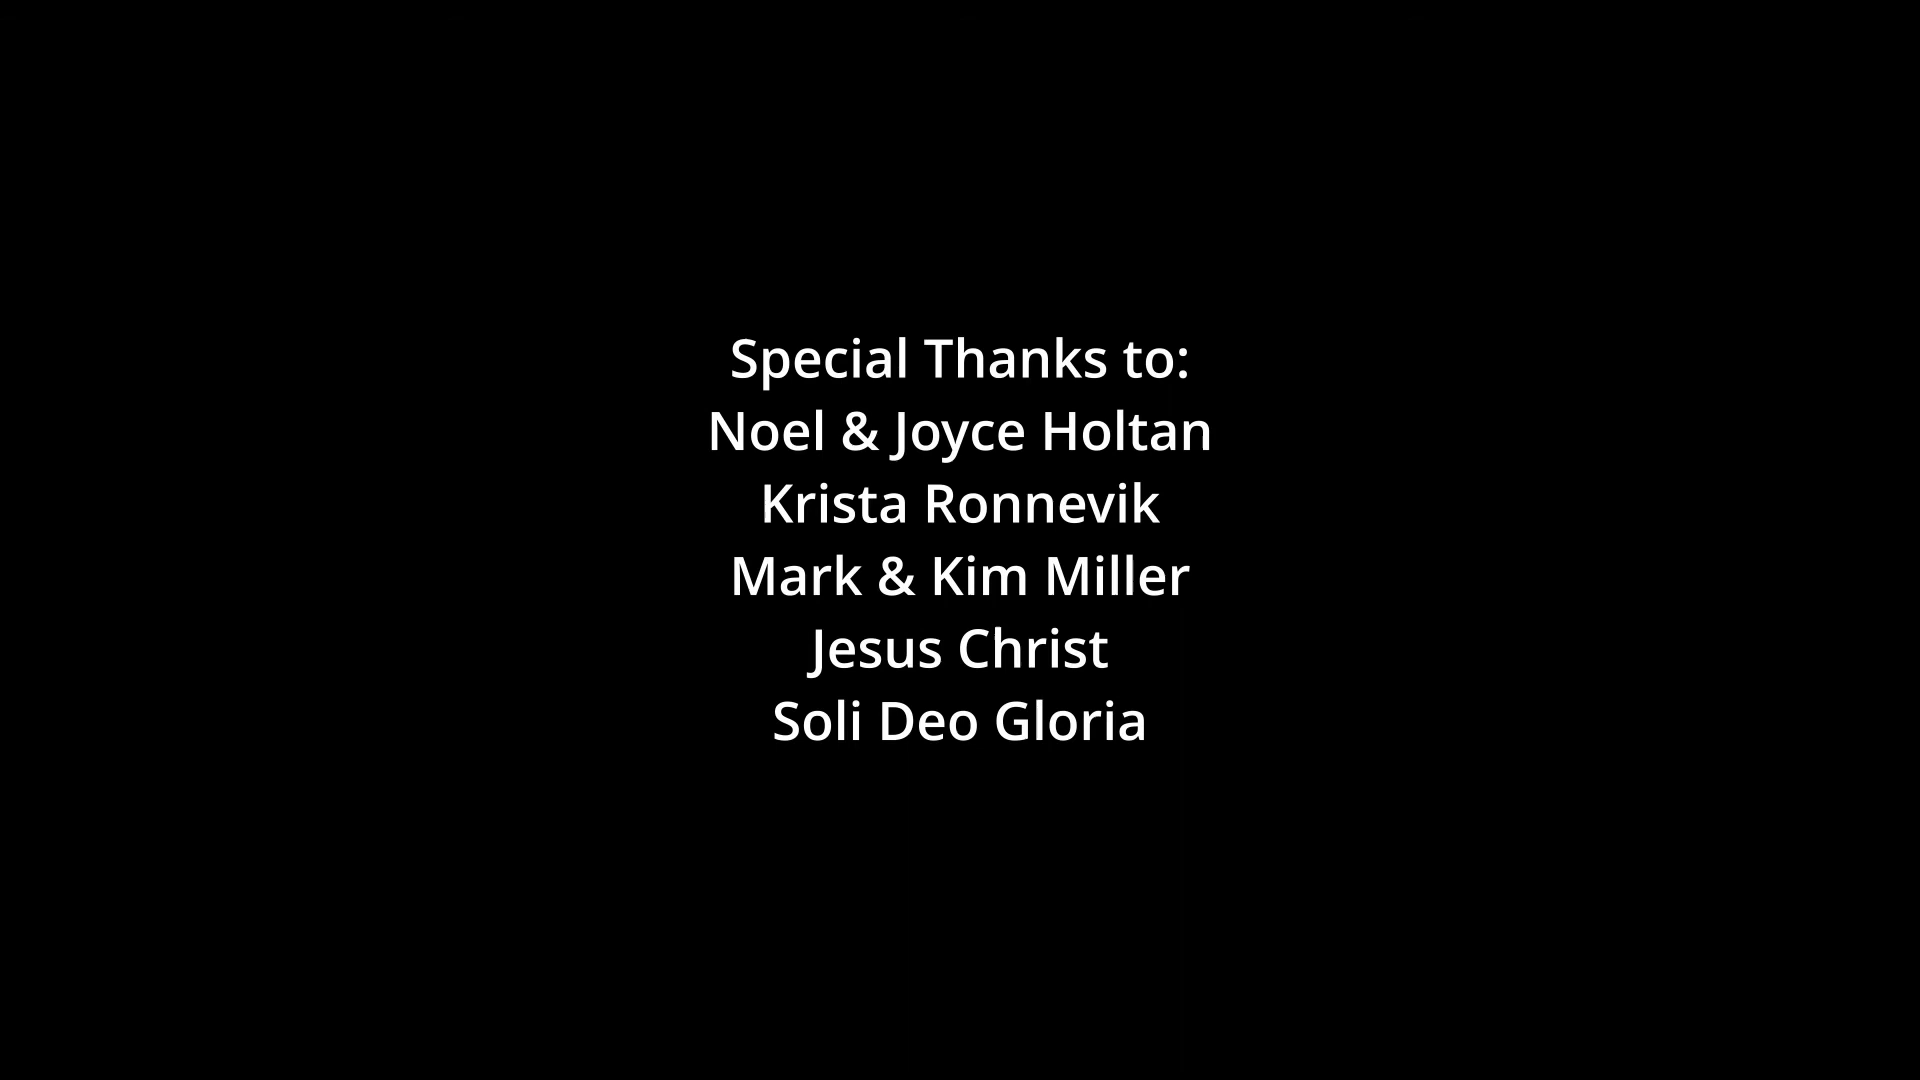 Special Thanks to:
Noel & Joyce Holtan
Krista Ronnevik
Mark & Kim Miller
Jesus Christ
Soli Deo Gloria